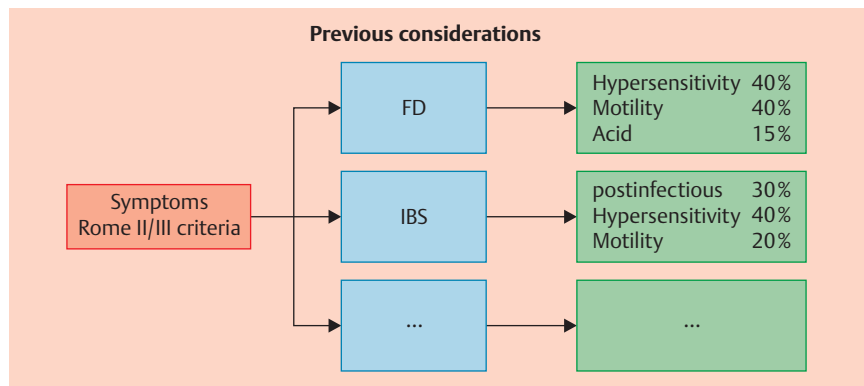 Previous considerations
Symptoms
Rome II/III criteria
FD
Hypersensitivity 40%
Motility 40%
Acid 15%
IBS
postinfectious 30%
Hypersensitivity 40%
Motility 20%
...
...